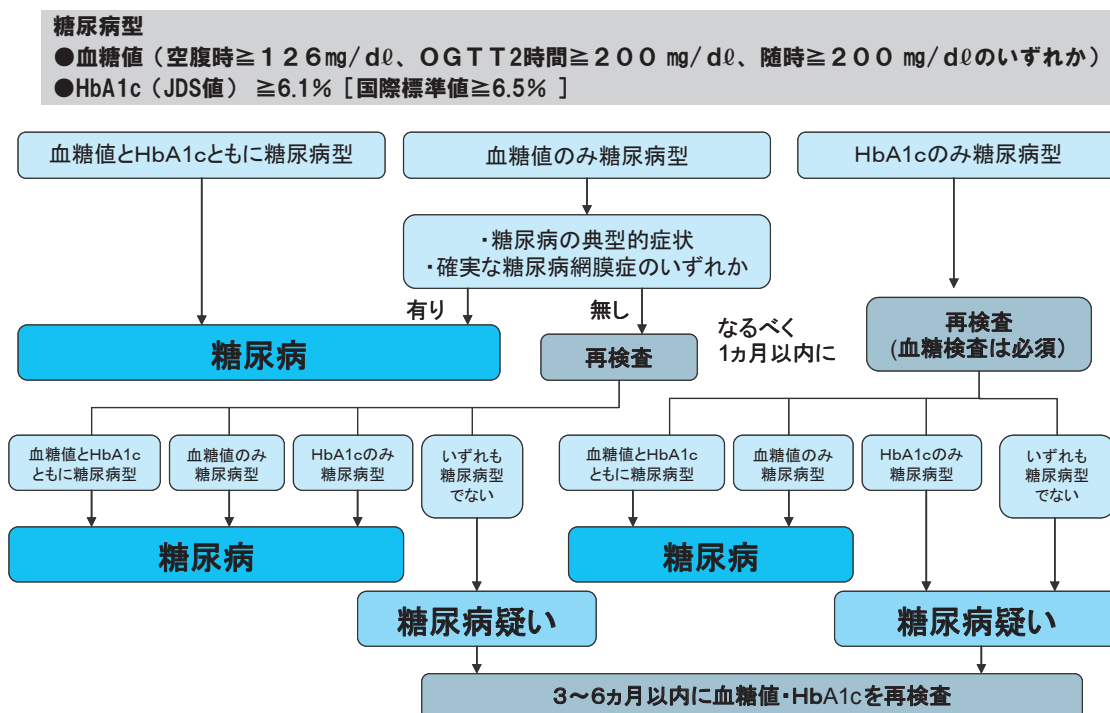 糖尿病型
●血糖値（空腹時≧１２６㎎/ｄℓ、ＯＧＴＴ2時間≧２００ ㎎/ｄℓ、随時≧２００ ㎎/ｄℓのいずれか）
●HbA1c（JDS値） ≧6.1%［国際標準値≧6.5% ］
血糖値とHbA1cともに糖尿病型
血糖値のみ糖尿病型
HbA1cのみ糖尿病型
・糖尿病の典型的症状
・確実な糖尿病網膜症のいずれか
有り
無し
なるべく
1ヵ月以内に
糖尿病
再検査
再検査
(血糖検査は必須）
血糖値とHbA1c
ともに糖尿病型
血糖値のみ
糖尿病型
HbA1cのみ
糖尿病型
いずれも
糖尿病型
でない
血糖値とHbA1c
ともに糖尿病型
血糖値のみ
糖尿病型
HbA1cのみ
糖尿病型
いずれも
糖尿病型
でない
糖尿病
糖尿病
糖尿病疑い
糖尿病疑い
３～6ヵ月以内に血糖値・HbA1cを再検査